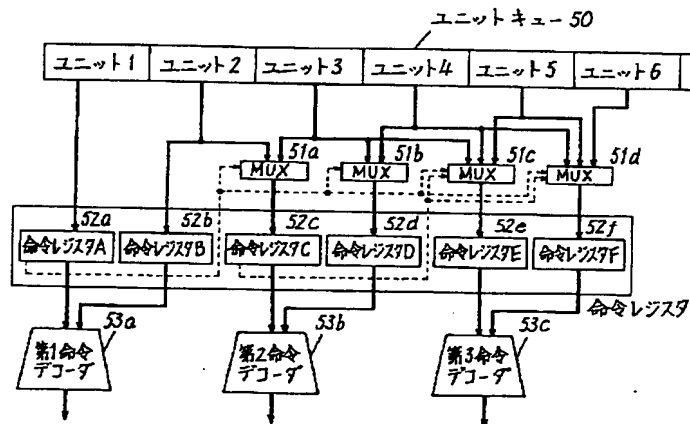 ユニットキュー50
ユニット1 ユニット2 ユニット3 ユニット4 ユニット5 ユニット6
51a 51b 51c 51d
MUX MUX MUX MUX
52a 52b 52c 52d 52e 52f
命令レジスタA 命令レジスタB 命令レジスタC 命令レジスタD 命令レジスタE 命令レジスタF
命令レジスタ
53a 53b 53c
第1命令 第2命令 第3命令
デコーダ デコーダ デコーダ